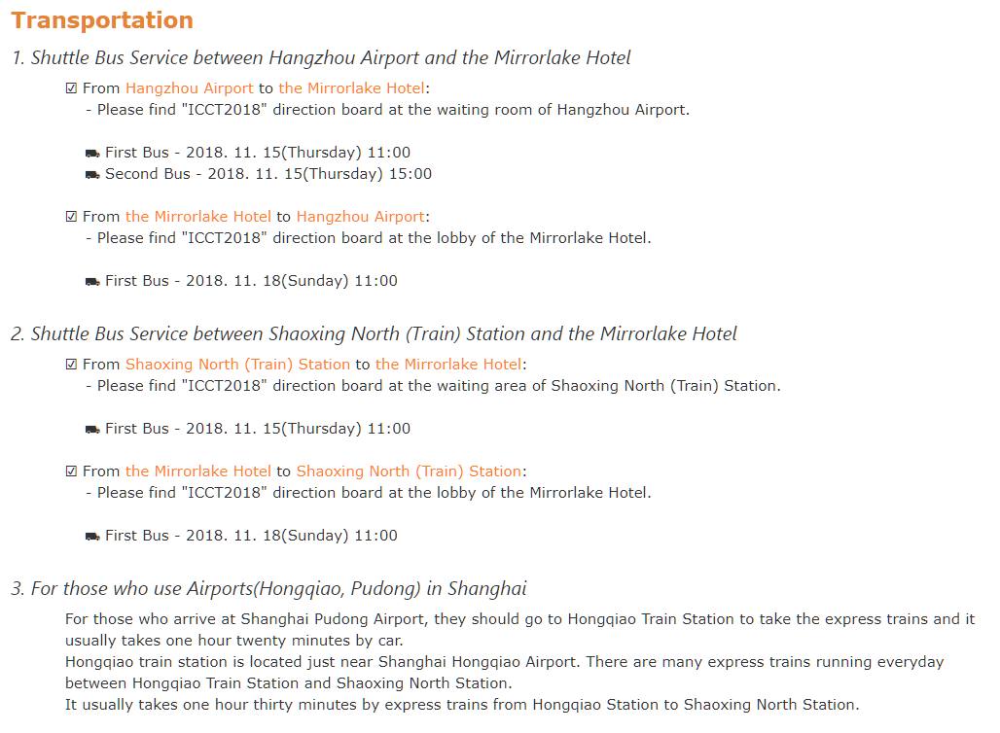 Transportation
1. Shuttle Bus Service between Hangzhou Airport and the Mirrorlake Hotel
☑ From Hangzhou Airport to the Mirrorlake Hotel:
- Please find "ICCT2018" direction board at the waiting room of Hangzhou Airport.
First Bus - 2018. 11. 15(Thursday) 11:00
Second Bus - 2018. 11. 15(Thursday) 15:00
☑ From the Mirrorlake Hotel to Hangzhou Airport:
- Please find "ICCT2018" direction board at the lobby of the Mirrorlake Hotel.
First Bus - 2018. 11. 18(Sunday) 11:00
2. Shuttle Bus Service between Shaoxing North (Train) Station and the Mirrorlake Hotel
☑ From Shaoxing North (Train) Station to the Mirrorlake Hotel:
- Please find "ICCT2018" direction board at the waiting area of Shaoxing North (Train) Station.
First Bus - 2018. 11. 15(Thursday) 11:00
☑ From the Mirrorlake Hotel to Shaoxing North (Train) Station:
- Please find "ICCT2018" direction board at the lobby of the Mirrorlake Hotel.
First Bus - 2018. 11. 18(Sunday) 11:00
3. For those who use Airports(Hongqiao, Pudong) in Shanghai
For those who arrive at Shanghai Pudong Airport, they should go to Hongqiao Train Station to take the express trains and it
usually takes one hour twenty minutes by car.
Hongqiao train station is located just near Shanghai Hongqiao Airport. There are many express trains running everyday
between Hongqiao Train Station and Shaoxing North Station.
It usually takes one hour thirty minutes by express trains from Hongqiao Station to Shaoxing North Station.